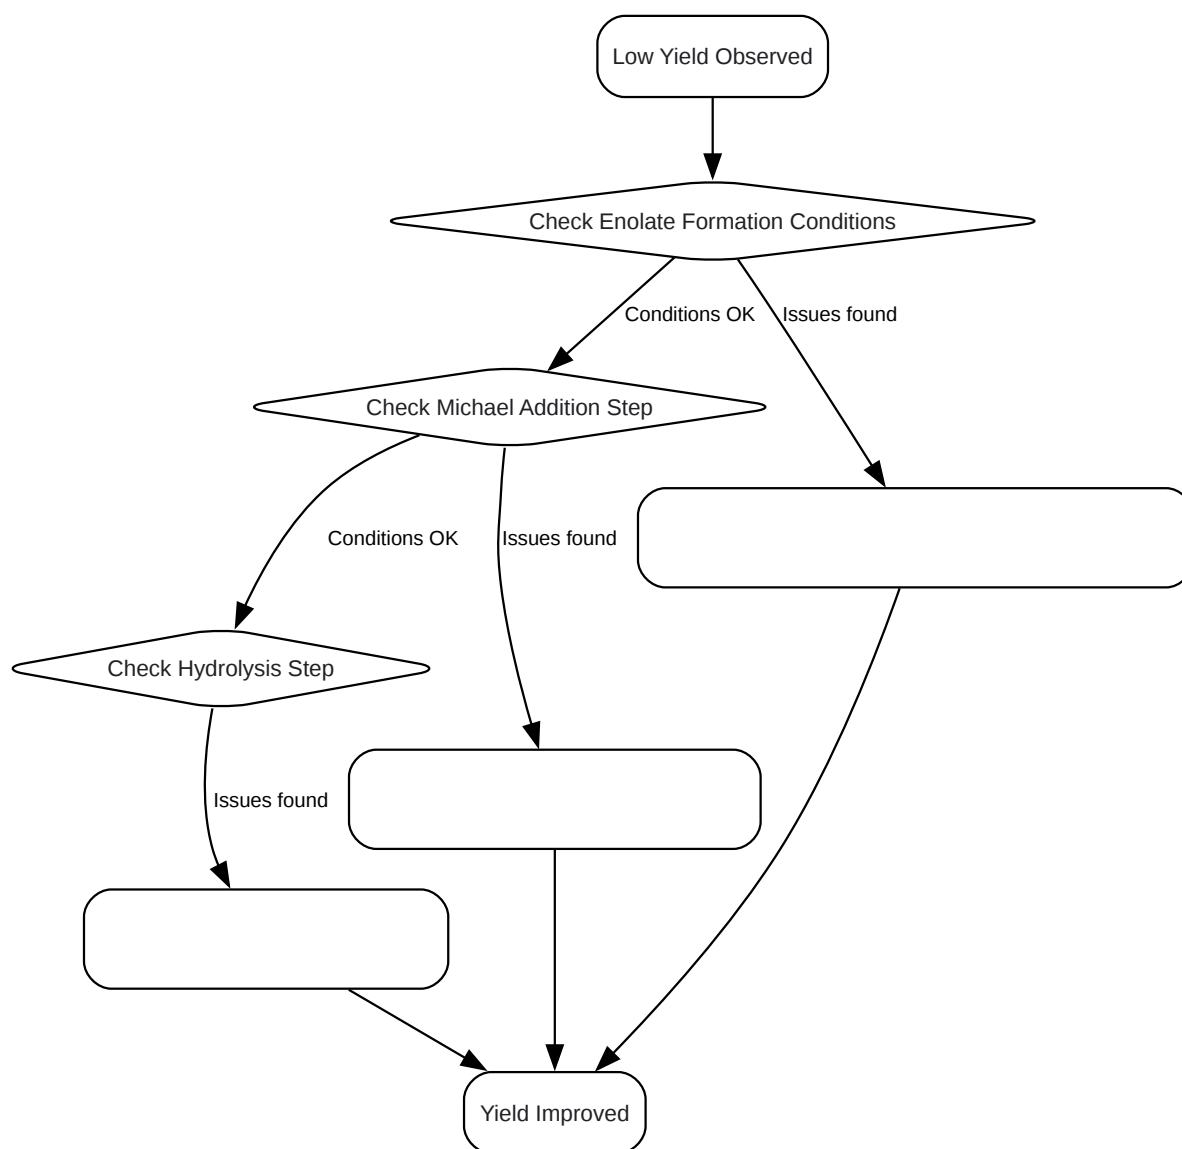 Low Yield Observed
Check Enolate Formation Conditions
Conditions OK
Issues found
Check Michael Addition Step
Conditions OK
Issues found
Check Hydrolysis Step
Issues found
Yield Improved